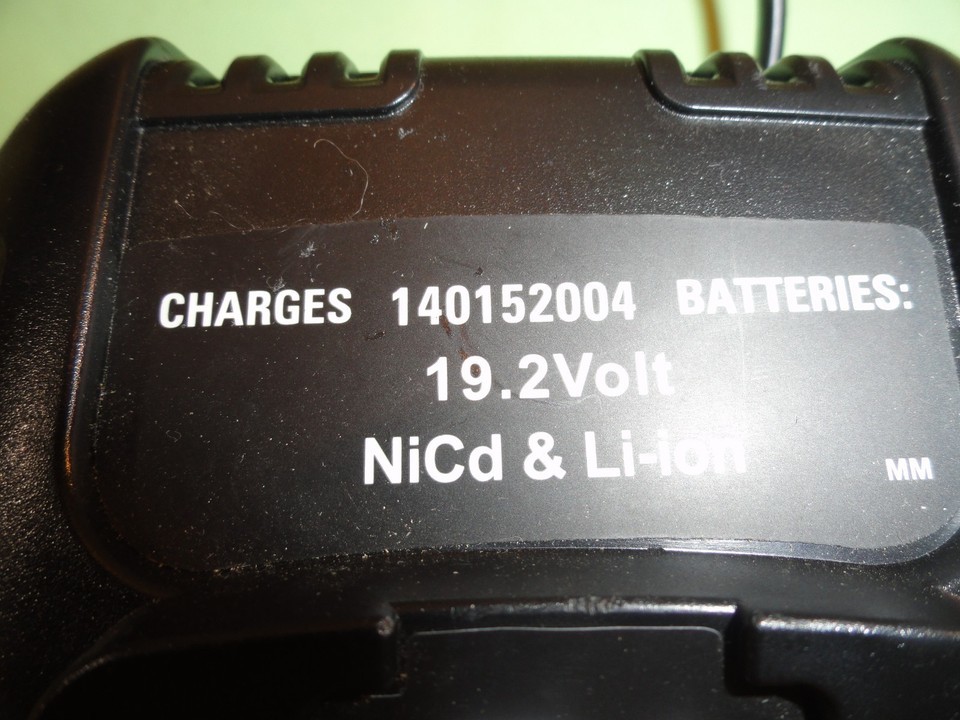 CHARGES 140152004 BATTERIES:
19.2Volt
NiCd & Li-ion
MM